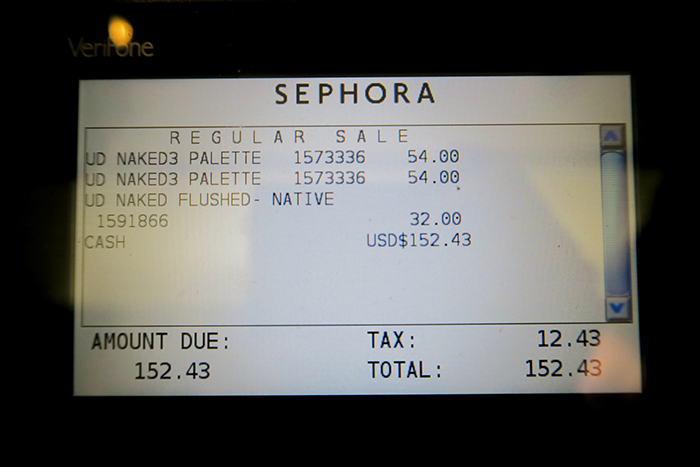 VeriFone
SEPHORA
REGULAR SALE
UD NAKED3 PALETTE 1573336 54.00
UD NAKED3 PALETTE 1573336 54.00
UD NAKED FLUSHED- NATIVE
1591866 32.00
CASH USD$152.43
AMOUNT DUE: TAX: 12.43
152.43 TOTAL: 152.43